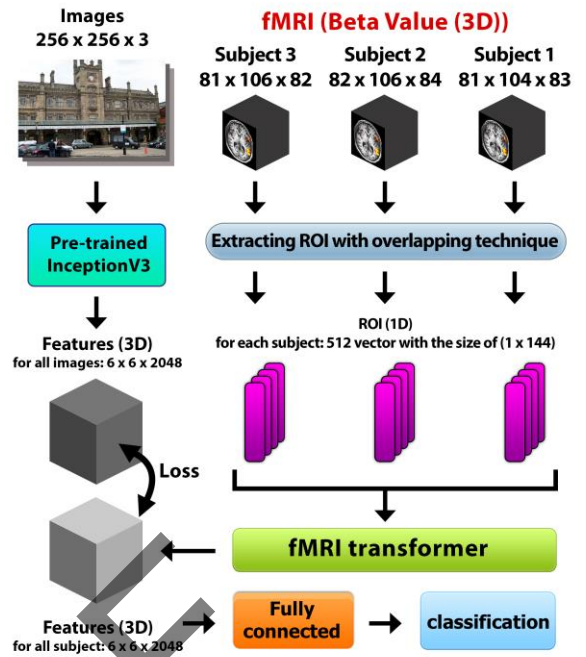 Images
256 x 256 x 3
fMRI (Beta Value (3D))
Subject 3
81 x 106 x 82
Subject 2
82 x 106 x 84
Subject 1
81 x 104 x 83
Pre-trained
InceptionV3
Extracting ROI with overlapping technique
Features (3D)
for all images: 6 x 6 x 2048
ROI (1D)
for each subject: 512 vector with the size of (1 x 144)
Loss
fMRI transformer
Features (3D)
for all subject: 6 x 6 x 2048
Fully
connected
classification